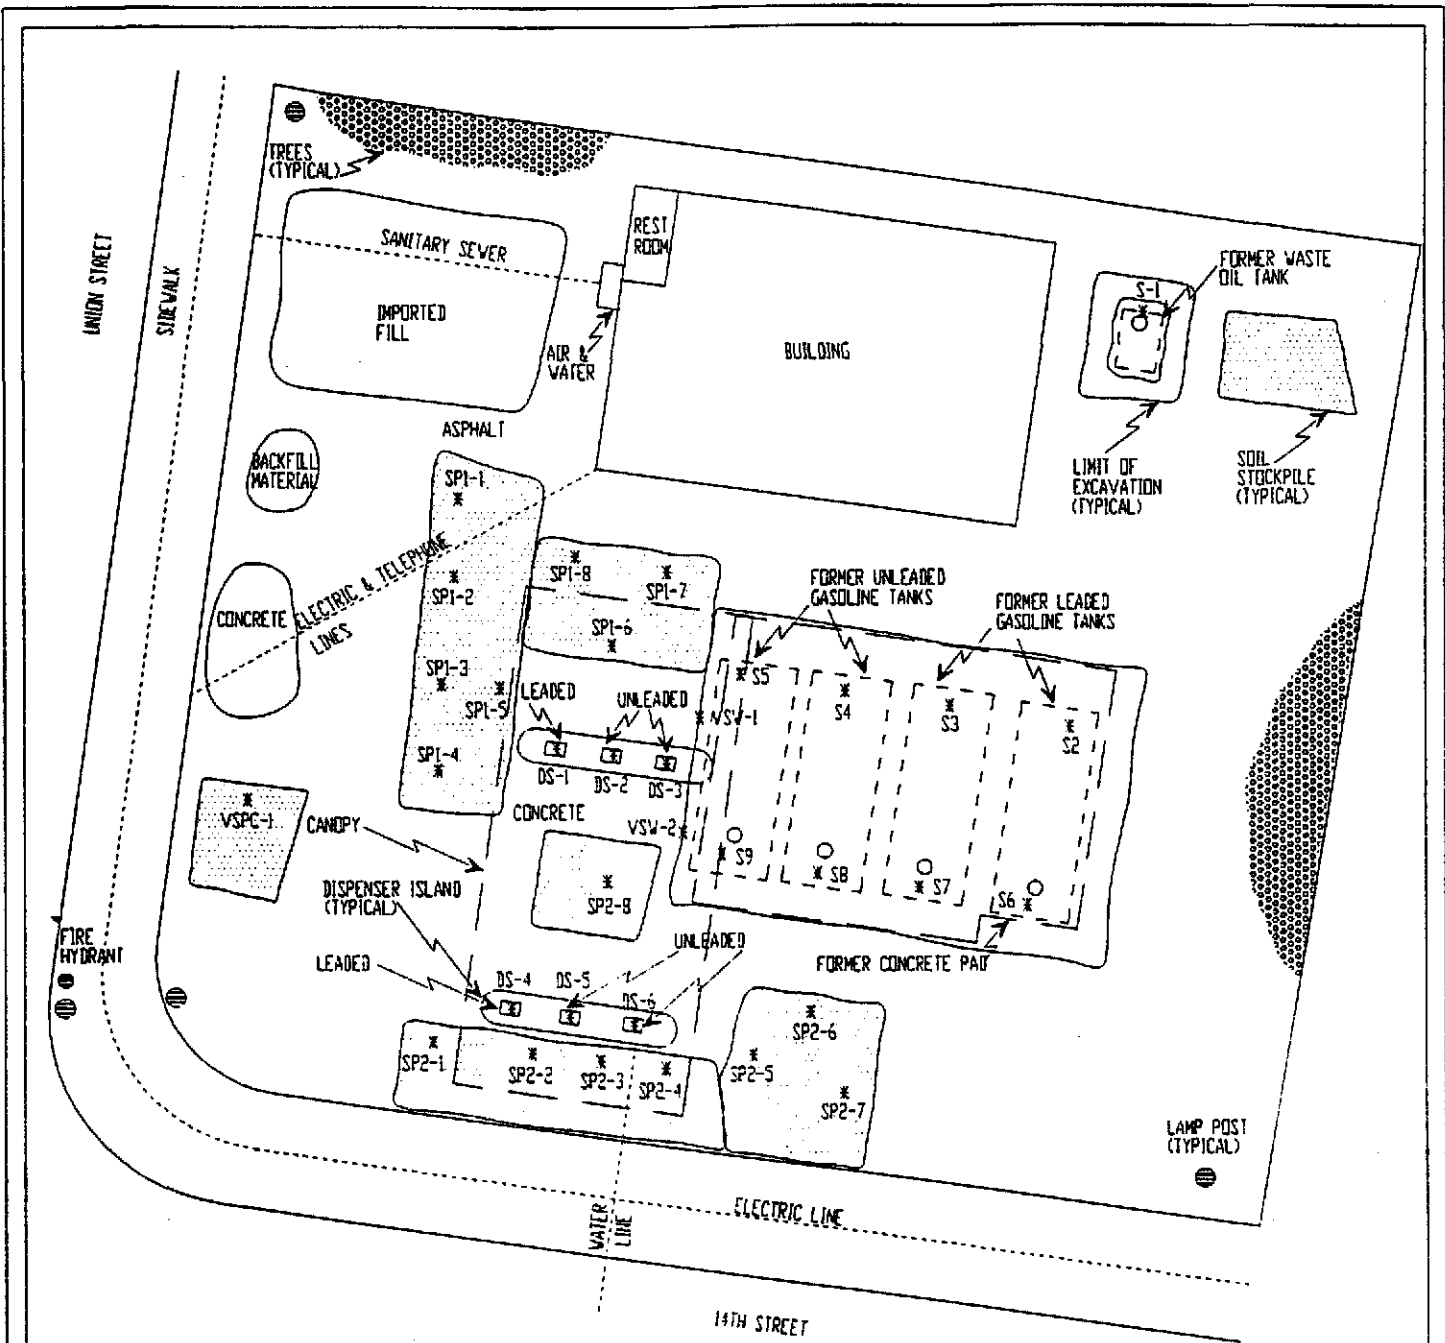 TREES
(TYPICAL)
UNION STREET
SIDEWALK
SANITARY SEWER
REST
ROOM
IMPORTED
FILL
AIR &
WATER
BUILDING
FORMER WASTE
OIL TANK
S-1
ASPHALT
LIMIT OF
EXCAVATION
(TYPICAL)
SOIL
STOCKPILE
(TYPICAL)
BACKFILL
MATERIAL
SP1-1
SP1-2
SP1-3
SP1-4
SP1-5
SP1-8
SP1-7
SP1-6
ELECTRIC & TELEPHONE
LINES
CONCRETE
FORMER UNLEADED
GASOLINE TANKS
FORMER LEADED
GASOLINE TANKS
LEADED
UNLEADED
S5
S4
S3
S2
VSW-1
DS-1
DS-2
DS-3
VSPC-1
CANOPY
CONCRETE
VSW-2
S9
S8
S7
S6
DISPENSER ISLAND
(TYPICAL)
SP2-8
UNLEADED
FORMER CONCRETE PAD
FIRE
HYDRANT
LEADED
DS-4
DS-5
DS-6
SP2-1
SP2-2
SP2-3
SP2-4
SP2-5
SP2-6
SP2-7
LAMP POST
(TYPICAL)
WATER
LINE
ELECTRIC LINE
14TH STREET